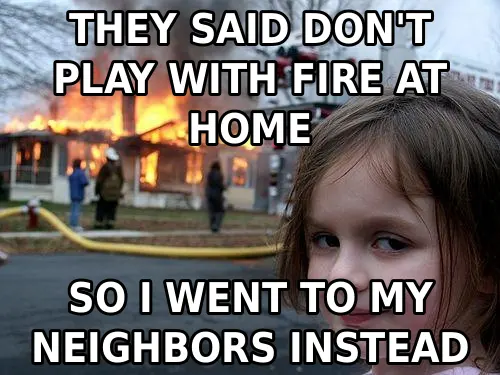 THEY SAID DON'T
PLAY WITH FIRE AT
HOME
SO I WENT TO MY
NEIGHBORS INSTEAD